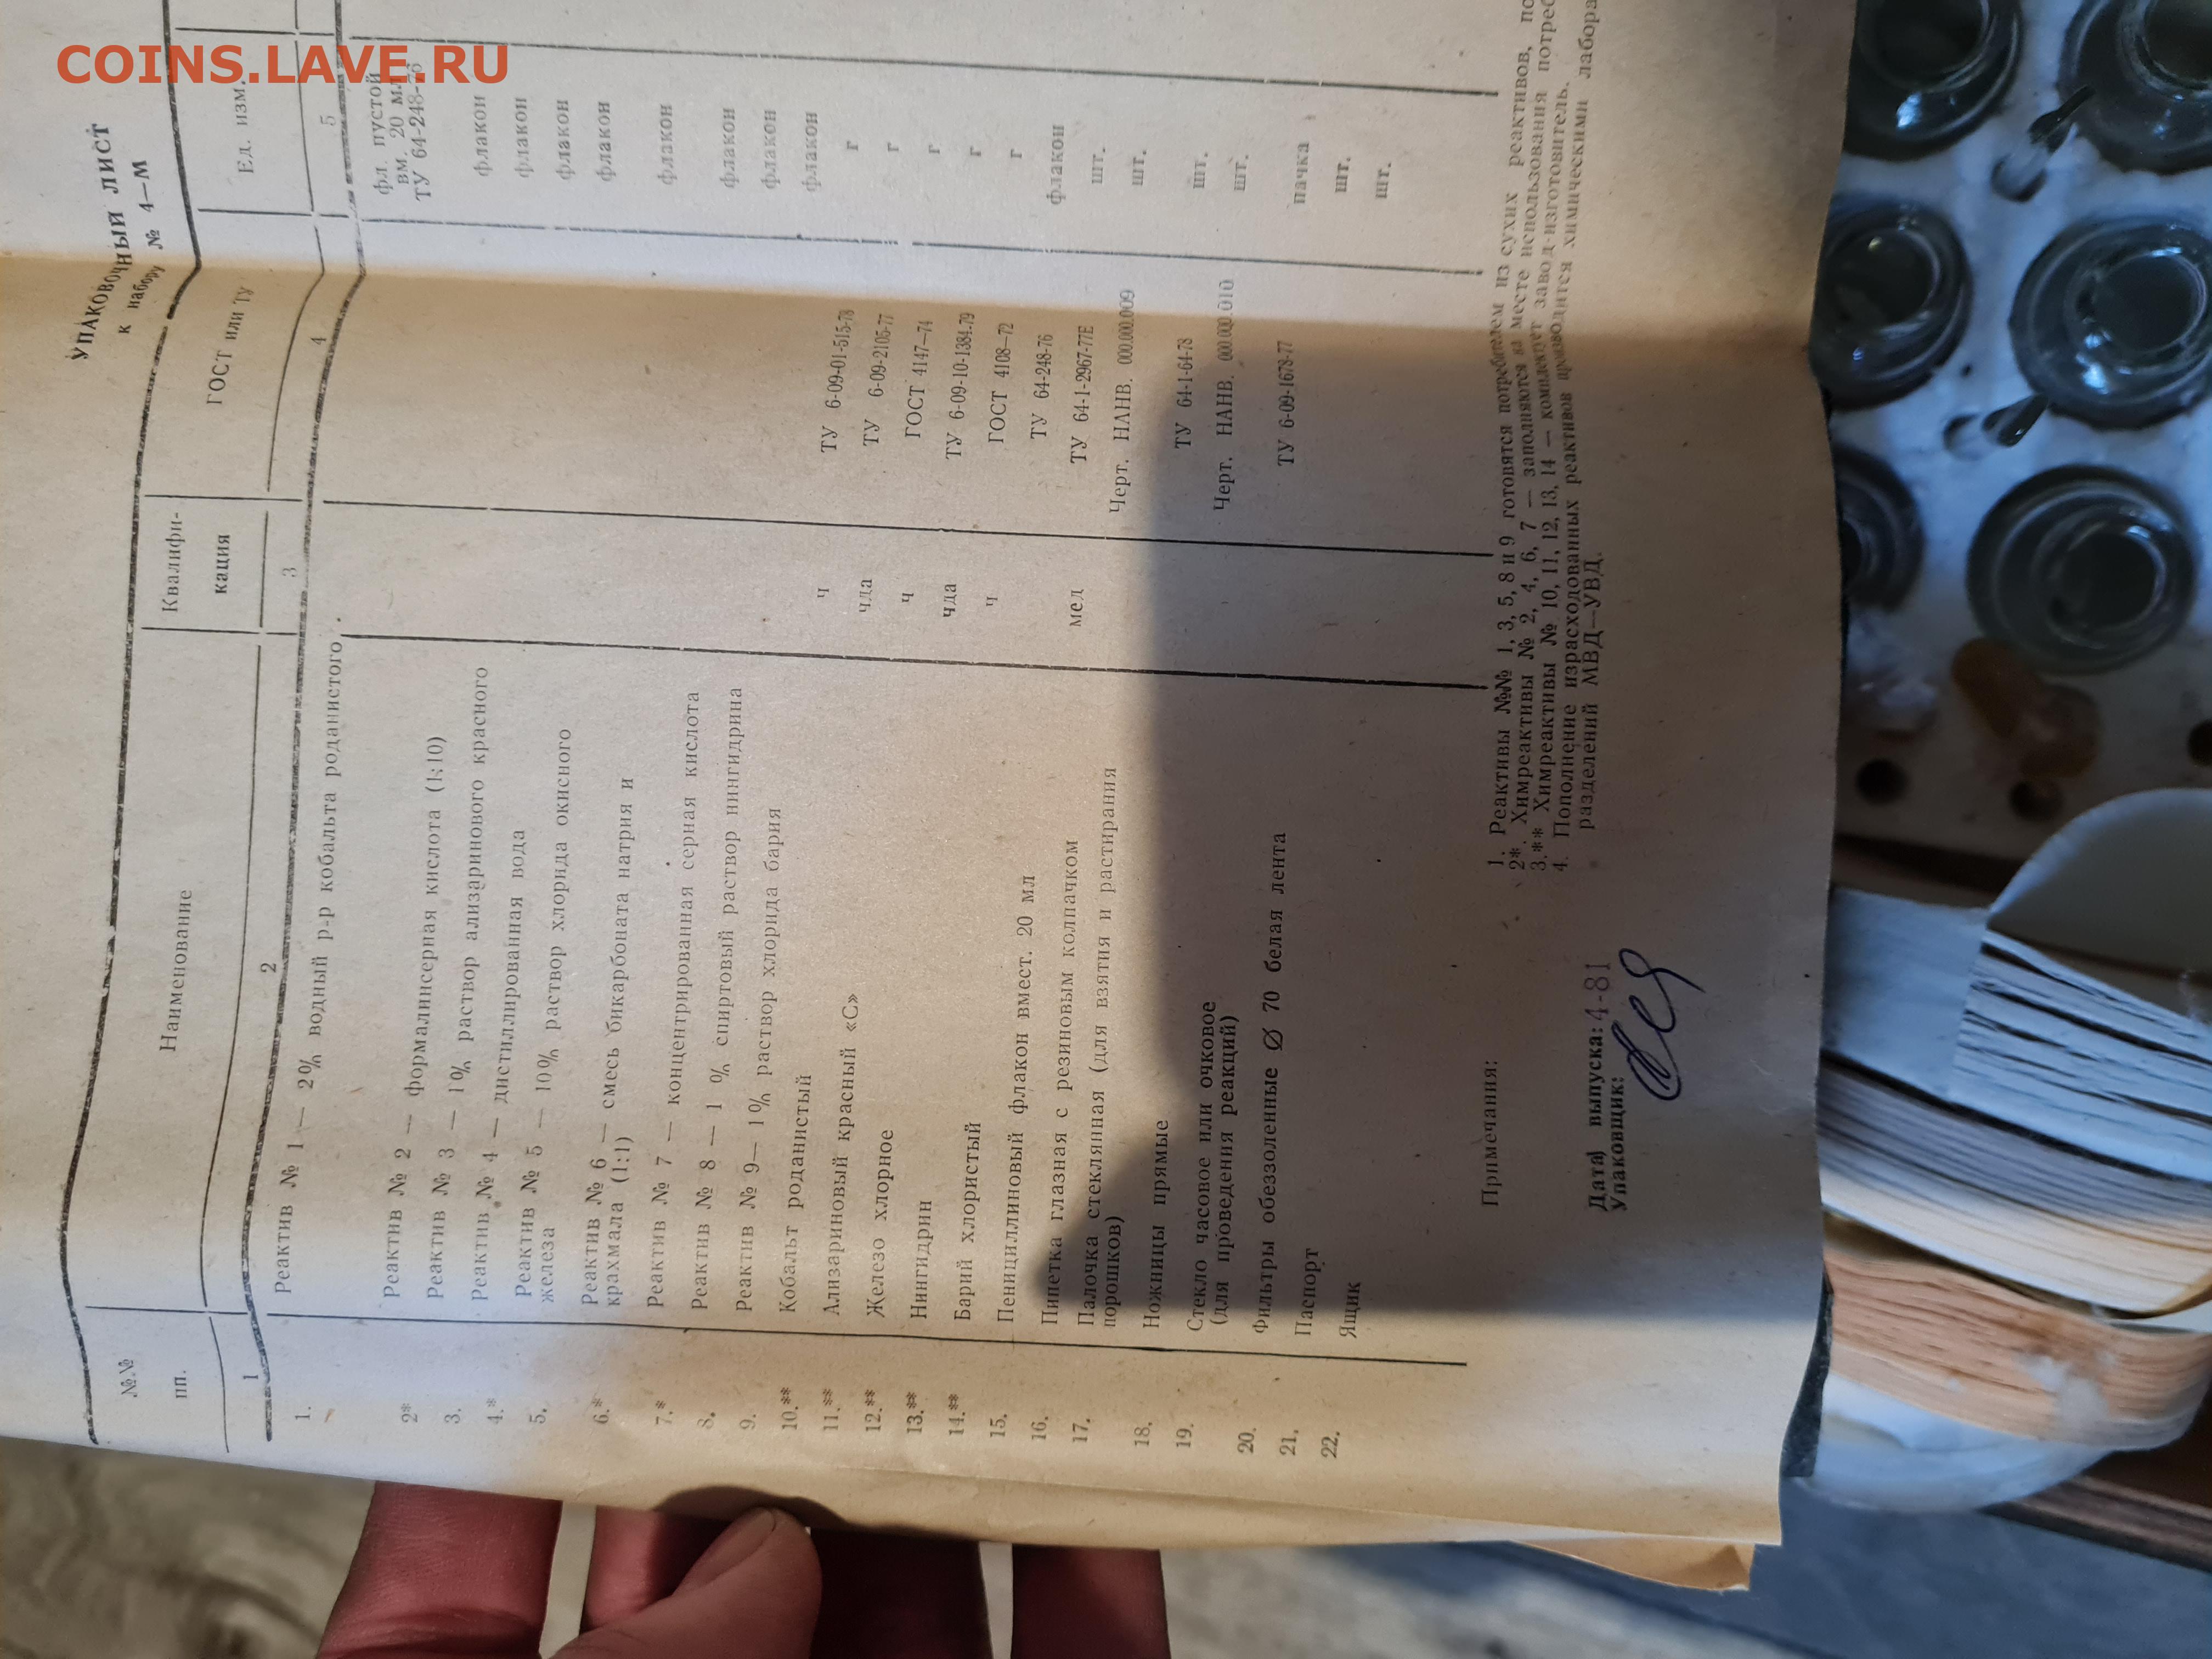 COINS.LAVE.RU
УПАКОВОЧНЫЙ ЛИСТ
к набору № 4—М
№№ пп. Наименование Квалифи-кация ГОСТ или ТУ Ед. изм.
1 2 3 4 5
1. Реактив № 1 — 2% водный р-р кобальта роданистого. фл. пустой
вм. 20 мл
ТУ 64-248-76
2* Реактив № 2 — формалинсерная кислота (1:10) флакон
3. Реактив № 3 — 1% раствор ализаринового красного флакон
4.* Реактив № 4 — дистиллированная вода флакон
5. Реактив № 5 — 10% раствор хлорида окисного флакон
железа
6.* Реактив № 6 — смесь бикарбоната натрия и флакон
крахмала (1:1)
7.* Реактив № 7 — концентрированная серная кислота флакон
8. Реактив № 8 — 1 % спиртовый раствор нингидрина флакон
9. Реактив № 9— 1% раствор хлорида бария флакон
10.** Кобальт роданистый ч ТУ 6-09-01-515-78 г
11.** Ализариновый красный «С» чда ТУ 6-09-2105-77 г
12.** Железо хлорное ч ГОСТ 4147—74 г
13.** Нингидрин чда ТУ 6-09-10-1384-79 г
14.** Барий хлористый ч ГОСТ 4108—72 г
15. Пенициллиновый флакон вмест. 20 мл ТУ 64-248-76 флакон
16. Пипетка глазная с резиновым колпачком мел ТУ 64-1-2967-77Е шт.
17. Палочка стеклянная (для взятия и растирания Черт. НАНВ. 000.000.009 шт.
порошков)
18. Ножницы прямые ТУ 64-1-64-78 шт.
19. Стекло часовое или очковое Черт. НАНВ. 000.000.010 шт.
(для проведения реакций)
20. Фильтры обеззоленные Ø 70 белая лента ТУ 6-09-1678-77 пачка
21. Паспорт шт.
22. Ящик шт.
Примечания:
1. Реактивы №№ 1, 3, 5, 8 и 9 готовятся потребителем из сухих реактивов, по
2*. Химреактивы № 2, 4, 6, 7 — заполняются на месте использования потреб
3.** Химреактивы № 10, 11, 12, 13, 14 — комплектует завод-изготовитель.
4. Пополнение израсходованных реактивов производится химическими лабора
разделений МВД—УВД.
Дата выпуска: 4-81
Упаковщик: